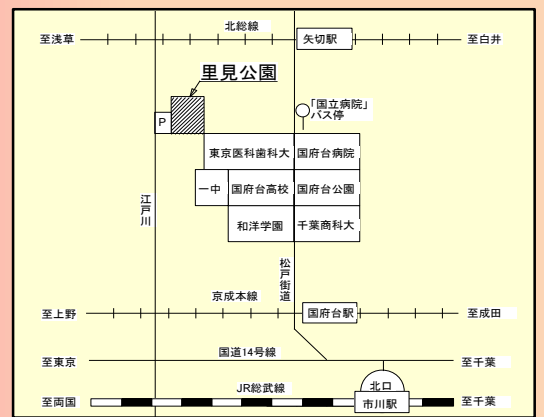 北総線
至浅草
矢切駅
至白井
里見公園
「国立病院」
バス停
P
東京医科歯科大
国府台病院
一中
国府台高校
国府台公園
和洋学園
千葉商科大
江戸川
松戸街道
京成本線
至上野
国府台駅
至成田
国道14号線
至東京
至千葉
北口
JR総武線
至両国
市川駅
至千葉